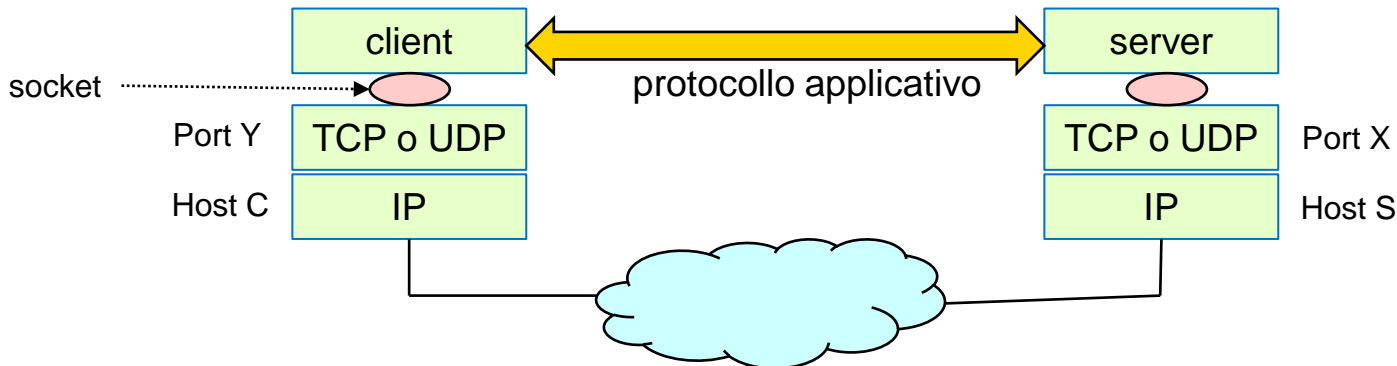 client
server
protocollo applicativo
socket
Port Y
TCP o UDP
TCP o UDP
Port X
Host C
IP
IP
Host S